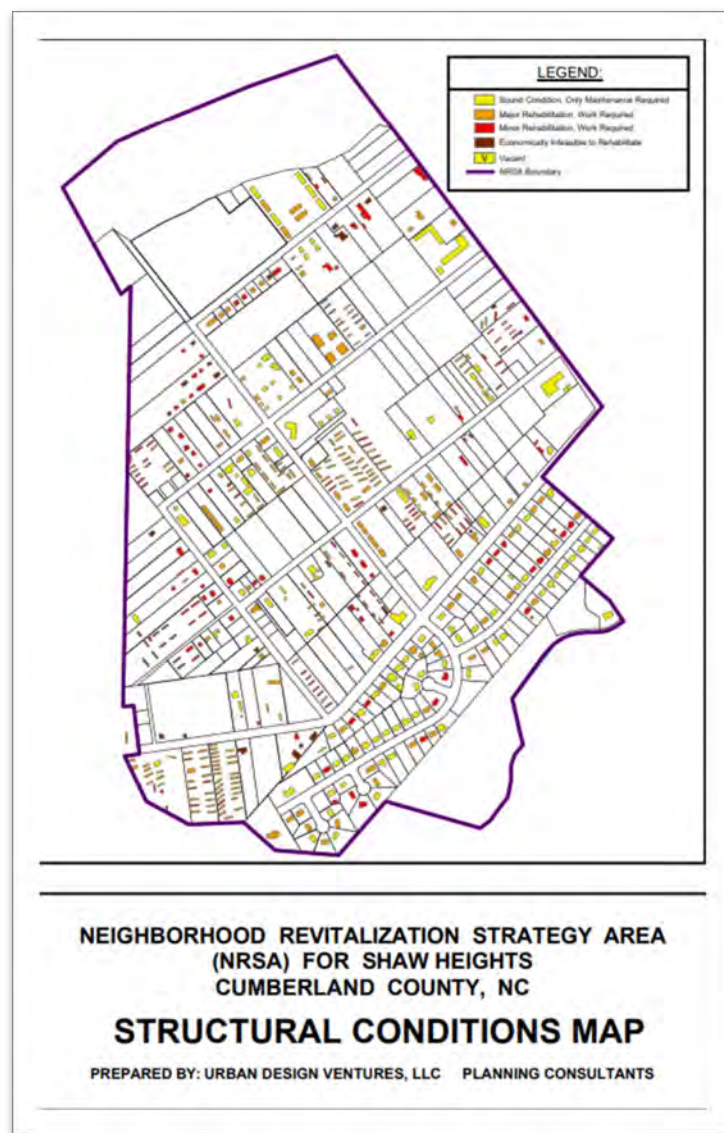 LEGEND:
Sound Condition, Only Maintenance Required
Major Rehabilitation, Work Required
Minor Rehabilitation, Work Required
Economically Infeasible to Rehabilitate
V Vacant
NRSA Boundary
NEIGHBORHOOD REVITALIZATION STRATEGY AREA
(NRSA) FOR SHAW HEIGHTS
CUMBERLAND COUNTY, NC
STRUCTURAL CONDITIONS MAP
PREPARED BY: URBAN DESIGN VENTURES, LLC PLANNING CONSULTANTS